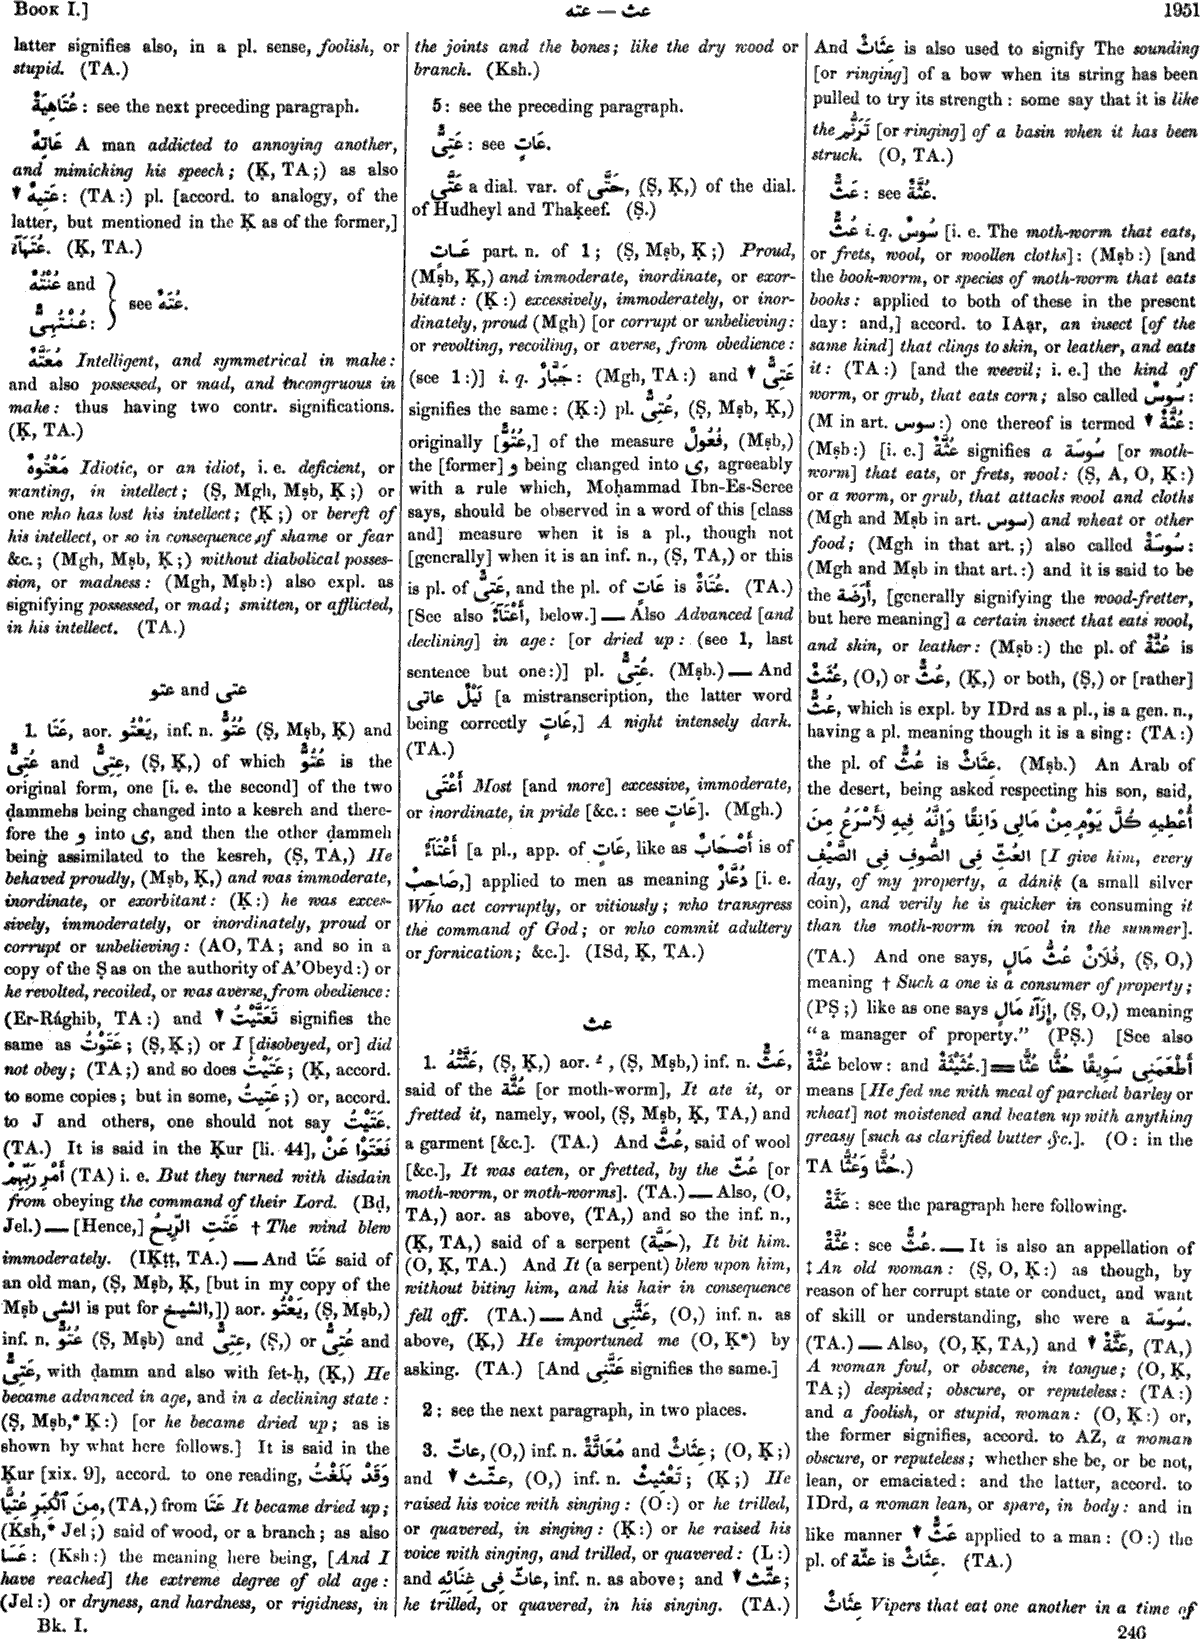 BOOK I.]
عث — عته
1951
latter signifies also, in a pl. sense, foolish, or
stupid. (TA.)
عُتَاهِيَةٌ : see the next preceding paragraph.
عَاتِهٌ A man addicted to annoying another,
and mimicking his speech; (Ḳ, TA;) as also
▼ عَتِيهٌ : (TA:) pl. [accord. to analogy, of the
latter, but mentioned in the Ḳ as of the former,]
عُتَهَآءُ. (Ḳ, TA.)
عُنْتُهٌ and
see عَتَهٌ.
عُنْتُهِىٌّ :
مُعَتَّهٌ Intelligent, and symmetrical in make:
and also possessed, or mad, and incongruous in
make: thus having two contr. significations.
(Ḳ, TA.)
مَعْتُوهٌ Idiotic, or an idiot, i. e. deficient, or
wanting, in intellect; (Ṣ, Mgh, Mṣb, Ḳ;) or
one who has lost his intellect; (Ḳ;) or bereft of
his intellect, or so in consequence of shame or fear
&c.; (Mgh, Mṣb, Ḳ;) without diabolical posses-
sion, or madness: (Mgh, Mṣb:) also expl. as
signifying possessed, or mad; smitten, or afflicted,
in his intellect. (TA.)
عتى and عتو
1. عَتَا, aor. يَعْتُو, inf. n. عُتُوٌّ (Ṣ, Mṣb, Ḳ) and
عُتِىٌّ and عِتِىٌّ, (Ṣ, Ḳ,) of which عُتُوٌّ is the
original form, one [i. e. the second] of the two
ḍammehs being changed into a kesreh and there-
fore the و into ى, and then the other ḍammeh
being assimilated to the kesreh, (Ṣ, TA,) He
behaved proudly, (Mṣb, Ḳ,) and was immoderate,
inordinate, or exorbitant: (Ḳ:) he was exces-
sively, immoderately, or inordinately, proud or
corrupt or unbelieving: (AO, TA; and so in a
copy of the Ṣ as on the authority of A'Obeyd:) or
he revolted, recoiled, or was averse, from obedience:
(Er-Rághib, TA:) and ▼ تَعَتَّيْتُ signifies the
same as عَتَوْتُ; (Ṣ, Ḳ;) or I [disobeyed, or] did
not obey; (TA;) and so does عَتَيْتُ; (Ḳ, accord.
to some copies; but in some, عَتِيتُ;) or, accord.
to J and others, one should not say عَتَيْتُ.
(TA.) It is said in the Ḳur [li. 44], فَعَتَوْا عَنْ
أَمْرِ رَبِّهِمْ (TA) i. e. But they turned with disdain
from obeying the command of their Lord. (Bḍ,
Jel.) — [Hence,] عَتَتِ الرِّيحُ † The wind blew
immoderately. (IḲṭṭ, TA.) — And عَتَا said of
an old man, (Ṣ, Mṣb, Ḳ, [but in my copy of the
Mṣb الشى is put for الشيخ,]) aor. يَعْتُو, (Ṣ, Mṣb,)
inf. n. عُتُوٌّ (Ṣ, Mṣb) and عِتِىٌّ, (Ṣ,) or عُتِىٌّ and
عَتِىٌّ, with damm and also with fet-ḥ, (Ḳ,) He
became advanced in age, and in a declining state:
(Ṣ, Mṣb,* Ḳ:) [or he became dried up; as is
shown by what here follows.] It is said in the
Ḳur [xix. 9], accord. to one reading, وَقَدْ بَلَغْتُ
مِنَ ٱلْكِبَرِ عُتِيًّا, (TA,) from عَتَا It became dried up;
(Ksh,* Jel;) said of wood, or a branch; as also
عَسَا: (Ksh:) the meaning here being, [And I
have reached] the extreme degree of old age:
(Jel:) or dryness, and hardness, or rigidness, in
Bk. I.
the joints and the bones; like the dry wood or
branch. (Ksh.)
5: see the preceding paragraph.
عَتِىٌّ : see عَاتٍ.
عَتَّى a dial. var. of حَتَّى, (Ṣ, Ḳ,) of the dial.
of Hudheyl and Thaḳeef. (Ṣ.)
عَاتٍ part. n. of 1; (Ṣ, Mṣb, Ḳ;) Proud,
(Mṣb, Ḳ,) and immoderate, inordinate, or exor-
bitant: (Ḳ:) excessively, immoderately, or inor-
dinately, proud (Mgh) [or corrupt or unbelieving:
or revolting, recoiling, or averse, from obedience:
(see 1:)] i. q. جَبَّارٌ: (Mgh, TA:) and ▼ عَتِىٌّ
signifies the same: (Ḳ:) pl. عُتِىٌّ, (Ṣ, Mṣb, Ḳ,)
originally [عُتُوٌّ,] of the measure فُعُولٌ, (Mṣb,)
the [former] و being changed into ى, agreeably
with a rule which, Moḥammad Ibn-Es-Seree
says, should be observed in a word of this [class
and] measure when it is a pl., though not
[generally] when it is an inf. n., (Ṣ, TA,) or this
is pl. of عَتِىٌّ, and the pl. of عَاتٍ is عُتَاةٌ. (TA.)
[See also أَعْتَآءٌ, below.] — Also Advanced [and
declining] in age: [or dried up: (see 1, last
sentence but one:)] pl. عُتِىٌّ. (Mṣb.) — And
لَيْلٌ عاتى [a mistranscription, the latter word
being correctly عَاتٍ,] A night intensely dark.
(TA.)
أَعْتَى Most [and more] excessive, immoderate,
or inordinate, in pride [&c.: see عَاتٍ]. (Mgh.)
أَعْتَآءٌ [a pl., app. of عَاتٍ, like as أَصْحَابٌ is of
صَاحِبٌ,] applied to men as meaning دُعَّارٌ [i. e.
Who act corruptly, or vitiously; who transgress
the command of God; or who commit adultery
or fornication; &c.]. (ISd, Ḳ, TA.)
عث
1. عَثَّتْهُ, (Ṣ, Ḳ,) aor. ـُ, (Ṣ, Mṣb,) inf. n. عَثٌّ,
said of the عُثَّة [or moth-worm], It ate it, or
fretted it, namely, wool, (Ṣ, Mṣb, Ḳ, TA,) and
a garment [&c.]. (TA.) And عُثَّ, said of wool
[&c.], It was eaten, or fretted, by the عُثّ [or
moth-worm, or moth-worms]. (TA.) — Also, (O,
TA,) aor. as above, (TA,) and so the inf. n.,
(Ḳ, TA,) said of a serpent (حَيَّة), It bit him.
(O, Ḳ, TA.) And It (a serpent) blew upon him,
without biting him, and his hair in consequence
fell off. (TA.) — And عَثَّنِى, (O,) inf. n. as
above, (Ḳ,) He importuned me (O, Ḳ*) by
asking. (TA.) [And عَثَّنِى signifies the same.]
2: see the next paragraph, in two places.
3. عاثّ, (O,) inf. n. مُعَاثَّةٌ and عِثَاثٌ; (O, Ḳ;)
and ▼ عثّث, (O,) inf. n. تَعْثِيثٌ; (Ḳ;) He
raised his voice with singing: (O:) or he trilled,
or quavered, in singing: (Ḳ:) or he raised his
voice with singing, and trilled, or quavered: (L:)
and عاثّ فِى غِنَائِهِ, inf. n. as above; and ▼ عثّث;
he trilled, or quavered, in his singing. (TA.)
And عِثَاثٌ is also used to signify The sounding
[or ringing] of a bow when its string has been
pulled to try its strength: some say that it is like
the تَرَنُّم [or ringing] of a basin when it has been
struck. (O, TA.)
عَثٌّ : see عُثَّةٌ.
عُثٌّ i. q. سُوسٌ [i. e. The moth-worm that eats,
or frets, wool, or woollen cloths]: (Mṣb:) [and
the book-worm, or species of moth-worm that eats
books: applied to both of these in the present
day: and,] accord. to IAạr, an insect [of the
same kind] that clings to skin, or leather, and eats
it: (TA:) [and the weevil; i. e.] the kind of
worm, or grub, that eats corn; also called سُوسٌ:
(M in art. سوس:) one thereof is termed ▼ عُثَّةٌ:
(Mṣb:) [i. e.] عُثَّةٌ signifies a سُوسَة [or moth-
worm] that eats, or frets, wool: (Ṣ, A, O, Ḳ:)
or a worm, or grub, that attacks wool and cloths
(Mgh and Mṣb in art. سوس) and wheat or other
food; (Mgh in that art.;) also called سُوسَةٌ:
(Mgh and Mṣb in that art.:) and it is said to be
the أَرَضَة, [generally signifying the wood-fretter,
but here meaning] a certain insect that eats wool,
and skin, or leather: (Mṣb:) the pl. of عُثَّةٌ is
عُثَثٌ, (O,) or عُثٌّ, (Ḳ,) or both, (Ṣ,) or [rather]
عُثٌّ, which is expl. by IDrd as a pl., is a gen. n.,
having a pl. meaning though it is a sing: (TA:)
the pl. of عُثٌّ is عِثَاثٌ. (Mṣb.) An Arab of
the desert, being asked respecting his son, said,
أُعْطِيهِ كُلَّ يَوْمٍ مِنْ مَالِى دَانِقًا وَإِنَّهُ فِيهِ لَأَسْرَعُ مِنَ
العُثِّ فِى الصُّوفِ فِى الصَّيْفِ [I give him, every
day, of my property, a dániḳ (a small silver
coin), and verily he is quicker in consuming it
than the moth-worm in wool in the summer].
(TA.) And one says, فُلَانٌ عُثُّ مَالٍ, (Ṣ, O,)
meaning † Such a one is a consumer of property;
(PṢ;) like as one says إِزَآءُ مَالٍ, (Ṣ, O,) meaning
"a manager of property." (PṢ.) [See also
عُثَّةٌ below: and عُثَيْثَةٌ.] = أَطْعَمَنِى سَوِيقًا حُثًّا عُثًّا
means [He fed me with meal of parched barley or
wheat] not moistened and beaten up with anything
greasy [such as clarified butter &c.]. (O: in the
TA حُثًّا وَعُثًّا.)
عَثَّةٌ : see the paragraph here following.
عُثَّةٌ : see عُثٌّ. — It is also an appellation of
‡ An old woman: (Ṣ, O, Ḳ:) as though, by
reason of her corrupt state or conduct, and want
of skill or understanding, she were a سُوسَة.
(TA.) — Also, (O, Ḳ, TA,) and ▼ عَثَّةٌ, (TA,)
A woman foul, or obscene, in tongue; (O, Ḳ,
TA;) despised; obscure, or reputeless: (TA:)
and a foolish, or stupid, woman: (O, Ḳ:) or,
the former signifies, accord. to AZ, a woman
obscure, or reputeless; whether she be, or be not,
lean, or emaciated: and the latter, accord. to
IDrd, a woman lean, or spare, in body: and in
like manner ▼ عَثٌّ applied to a man: (O:) the
pl. of عثّة is عِثَاثٌ. (TA.)
عِثَاثٌ Vipers that eat one another in a time of
246